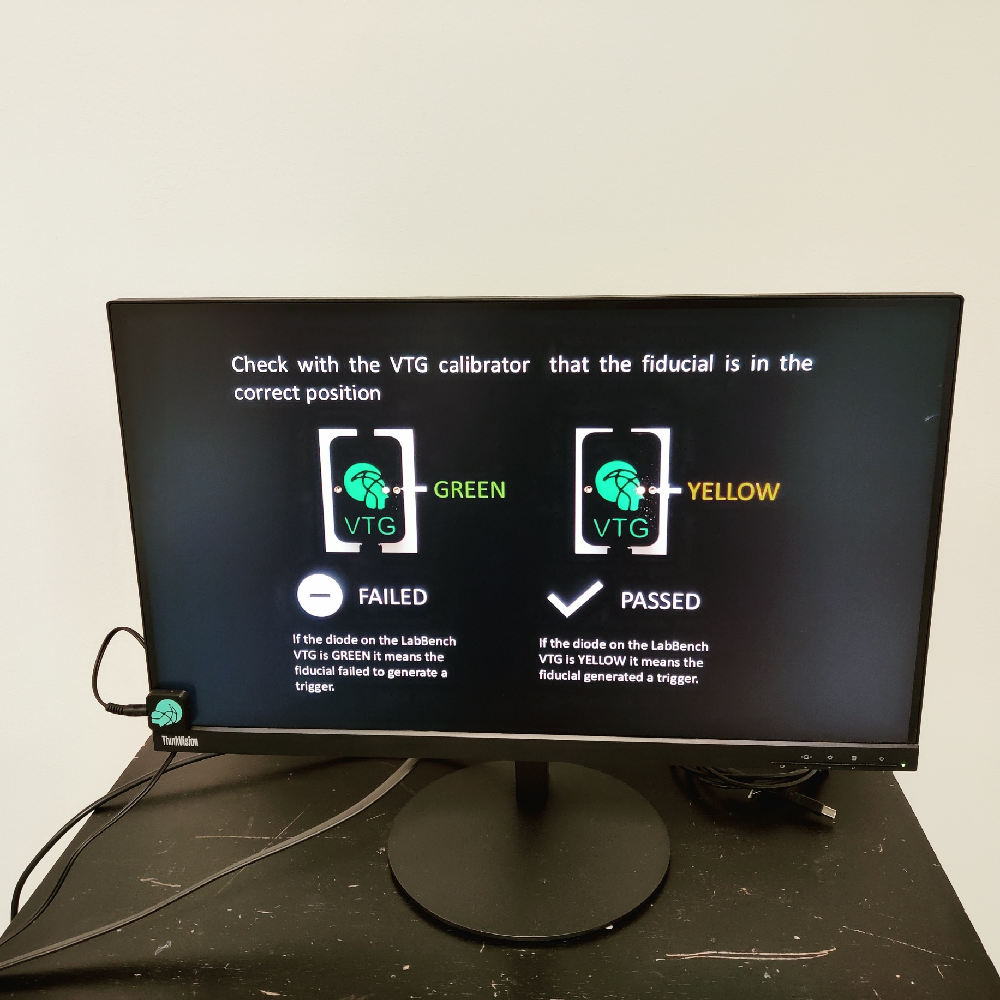 Check with the VTG calibrator that the fiducial is in the
correct position
GREEN
YELLOW
VTG
VTG
FAILED
PASSED
If the diode on the LabBench
VTG is GREEN it means the
fiducial failed to generate a
trigger.
If the diode on the LabBench
VTG is YELLOW it means the
fiducial generated a trigger.
ThinkVision